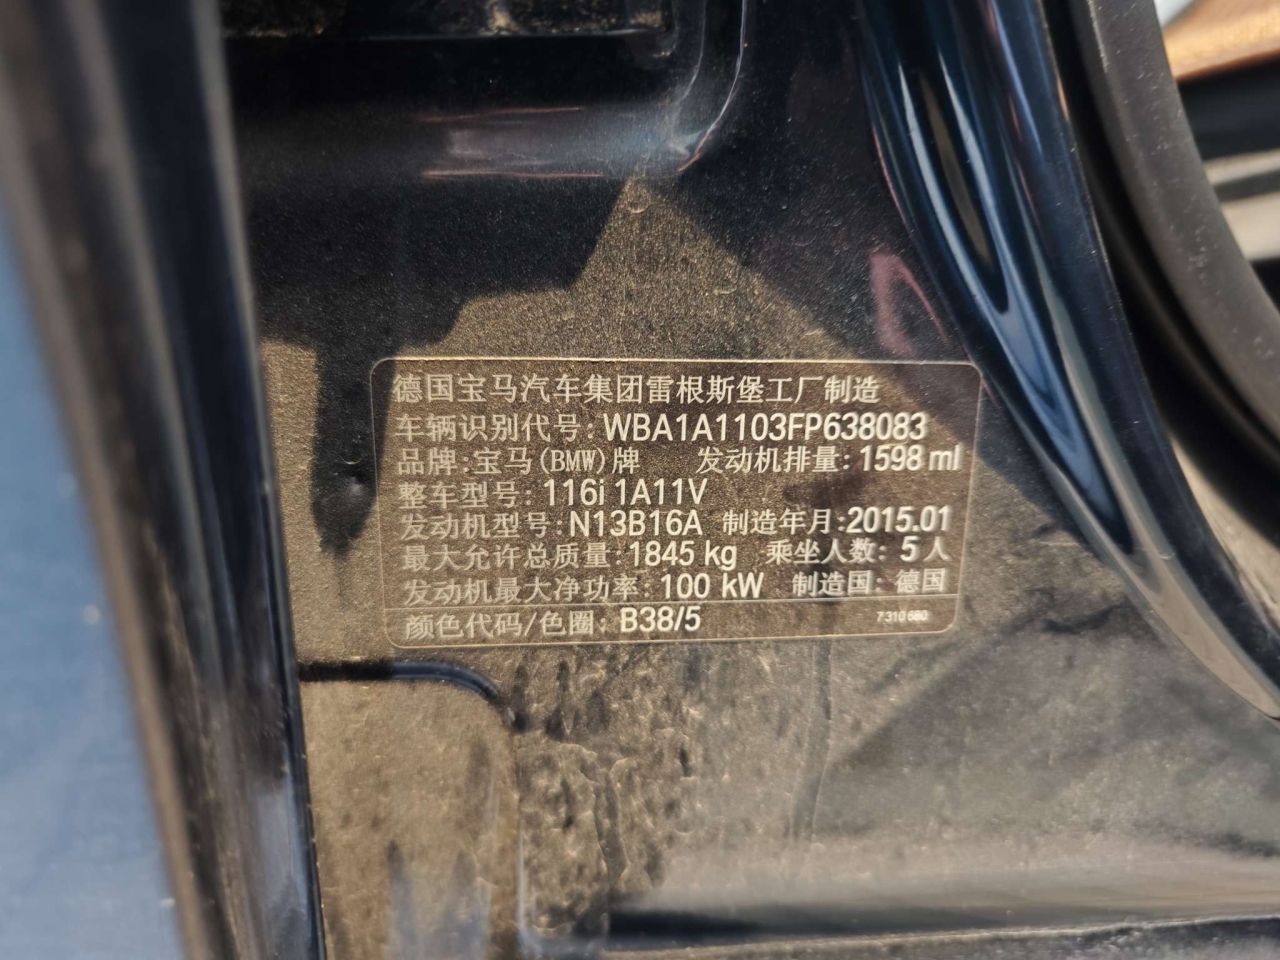 德国宝马汽车集团雷根斯堡工厂制造
车辆识别代号: WBA1A1103FP638083
品牌:宝马(BMW)牌 发动机排量: 1598 ml
整车型号: 116i 1A11V
发动机型号: N13B16A 制造年月:2015.01
最大允许总质量: 1845 kg 乘坐人数: 5人
发动机最大净功率: 100 kW 制造国: 德国
颜色代码/色圈: B38/5 7 310 680